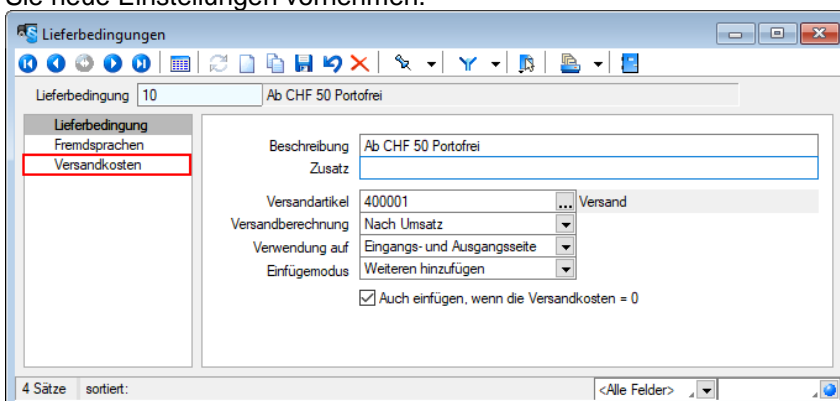 Sie neue Einstellungen vornehmen.
Lieferbedingungen
Lieferbedingung 10 Ab CHF 50 Portofrei
Lieferbedingung
Fremdsprachen
Versandkosten
Beschreibung Ab CHF 50 Portofrei
Zusatz
Versandartikel 400001 ... Versand
Versandberechnung Nach Umsatz
Verwendung auf Eingangs- und Ausgangsseite
Einfügemodus Weiteren hinzufügen
Auch einfügen, wenn die Versandkosten = 0
4 Sätze sortiert: <Alle Felder>